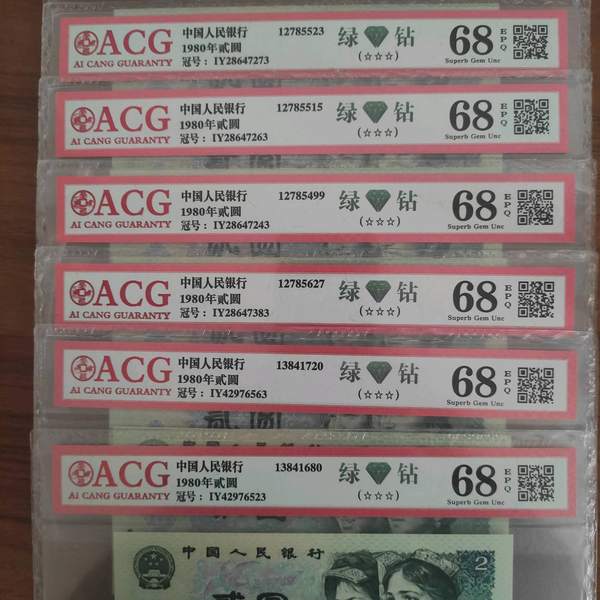 ACG
AI CANG GUARANTY
中国人民银行 12785523
1980年贰圆
冠号: IY28647273
绿 钻
(☆☆☆)
68 EPQ
Superb Gem Unc
ACG
AI CANG GUARANTY
中国人民银行 12785515
1980年贰圆
冠号: IY28647263
绿 钻
(☆☆☆)
68 EPQ
Superb Gem Unc
ACG
AI CANG GUARANTY
中国人民银行 12785499
1980年贰圆
冠号: IY28647243
绿 钻
(☆☆☆)
68 EPQ
Superb Gem Unc
ACG
AI CANG GUARANTY
中国人民银行 12785627
1980年贰圆
冠号: IY28647383
绿 钻
(☆☆☆)
68 EPQ
Superb Gem Unc
ACG
AI CANG GUARANTY
中国人民银行 13841720
1980年贰圆
冠号: IY42976563
绿 钻
(☆☆☆)
68 EPQ
Superb Gem Unc
ACG
AI CANG GUARANTY
中国人民银行 13841680
1980年贰圆
冠号: IY42976523
绿 钻
(☆☆☆)
68 EPQ
Superb Gem Unc
中国人民银行
贰圆
2